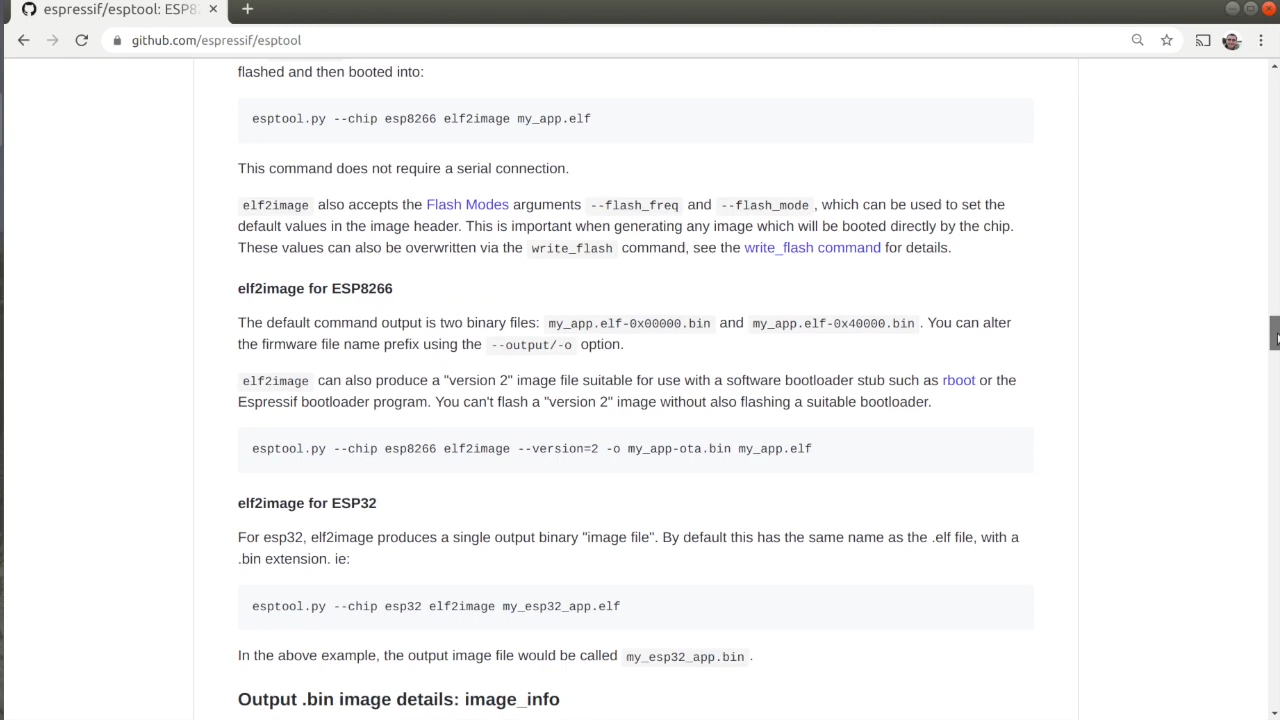 espressif/esptool: ESP8
github.com/espressif/esptool
flashed and then booted into:
esptool.py --chip esp8266 elf2image my_app.elf
This command does not require a serial connection.
elf2image also accepts the Flash Modes arguments --flash_freq and --flash_mode, which can be used to set the
default values in the image header. This is important when generating any image which will be booted directly by the chip.
These values can also be overwritten via the write_flash command, see the write_flash command for details.
elf2image for ESP8266
The default command output is two binary files: my_app.elf-0x00000.bin and my_app.elf-0x40000.bin. You can alter
the firmware file name prefix using the --output/-o option.
elf2image can also produce a "version 2" image file suitable for use with a software bootloader stub such as rboot or the
Espressif bootloader program. You can't flash a "version 2" image without also flashing a suitable bootloader.
esptool.py --chip esp8266 elf2image --version=2 -o my_app-ota.bin my_app.elf
elf2image for ESP32
For esp32, elf2image produces a single output binary "image file". By default this has the same name as the .elf file, with a
.bin extension. ie:
esptool.py --chip esp32 elf2image my_esp32_app.elf
In the above example, the output image file would be called my_esp32_app.bin.
Output .bin image details: image_info